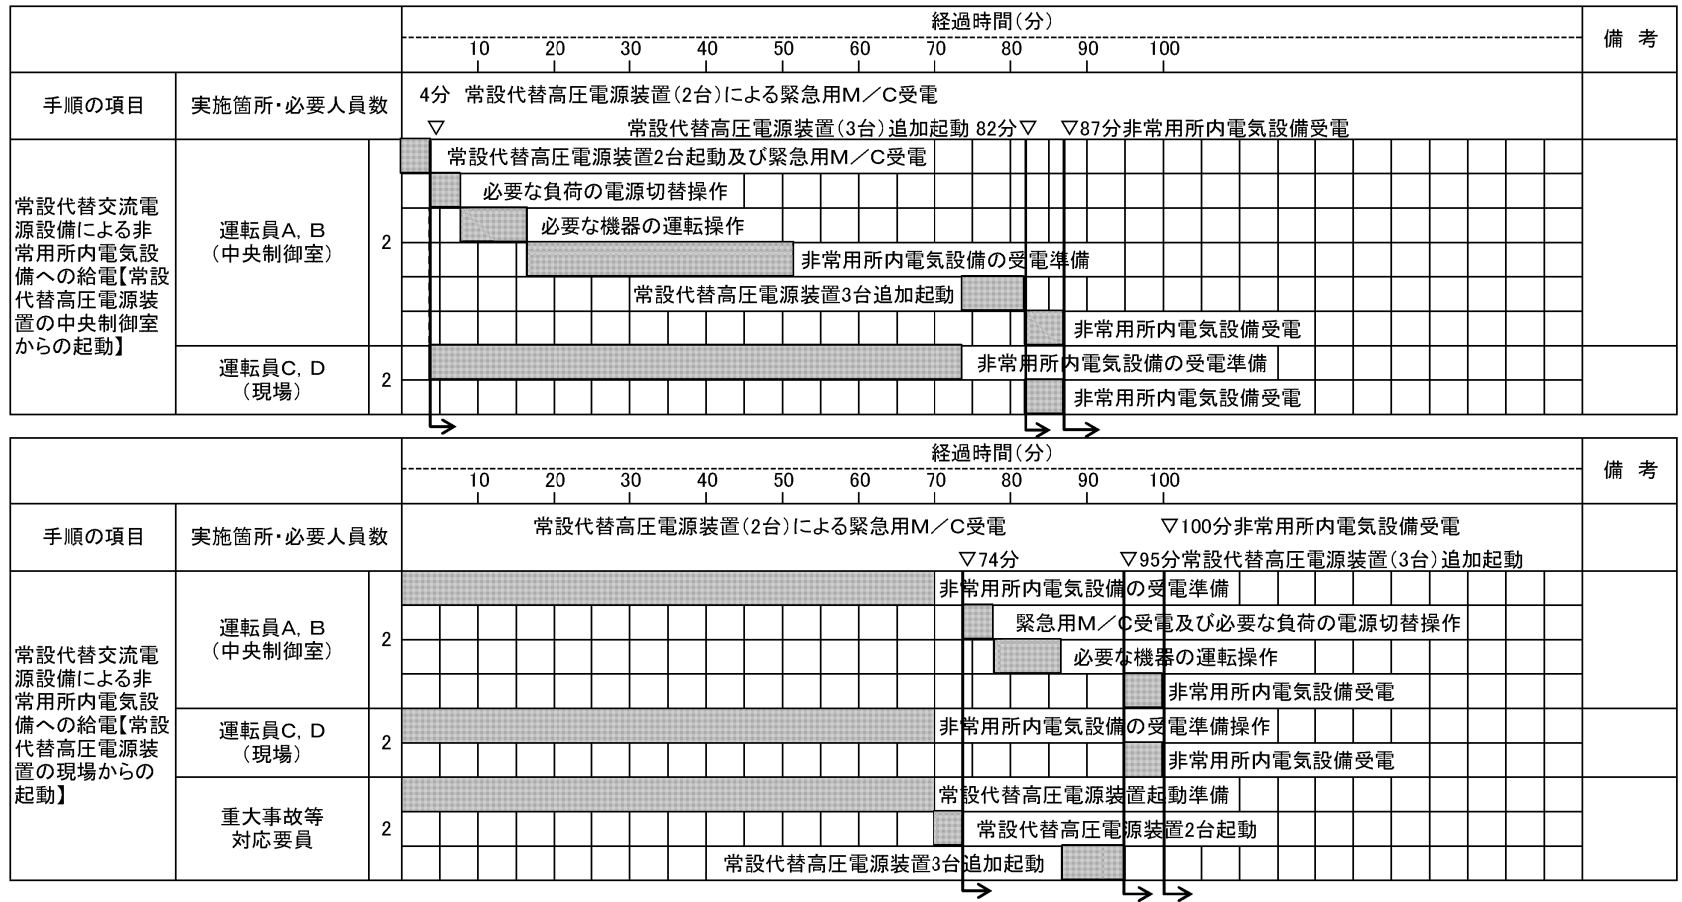 経過時間(分)
備 考
10 20 30 40 50 60 70 80 90 100
手順の項目
実施箇所・必要人員数
4分 常設代替高圧電源装置(2台)による緊急用M/C受電
▽
常設代替高圧電源装置(3台)追加起動 82分▽
▽87分非常用所内電気設備受電
常設代替交流電
源設備による非
常用所内電気設
備への給電【常設
代替高圧電源装
置の中央制御室
からの起動】
運転員A, B
(中央制御室)
2
常設代替高圧電源装置2台起動及び緊急用M/C受電
必要な負荷の電源切替操作
必要な機器の運転操作
非常用所内電気設備の受電準備
常設代替高圧電源装置3台追加起動
非常用所内電気設備受電
運転員C, D
(現場)
2
非常用所内電気設備の受電準備
非常用所内電気設備受電
経過時間(分)
備 考
10 20 30 40 50 60 70 80 90 100
手順の項目
実施箇所・必要人員数
常設代替高圧電源装置(2台)による緊急用M/C受電
▽74分
▽100分非常用所内電気設備受電
▽95分常設代替高圧電源装置(3台)追加起動
常設代替交流電
源設備による非
常用所内電気設
備への給電【常設
代替高圧電源装
置の現場からの
起動】
運転員A, B
(中央制御室)
2
非常用所内電気設備の受電準備
緊急用M/C受電及び必要な負荷の電源切替操作
必要な機器の運転操作
非常用所内電気設備受電
運転員C, D
(現場)
2
非常用所内電気設備の受電準備操作
非常用所内電気設備受電
重大事故等
対応要員
2
常設代替高圧電源装置起動準備
常設代替高圧電源装置2台起動
常設代替高圧電源装置3台追加起動